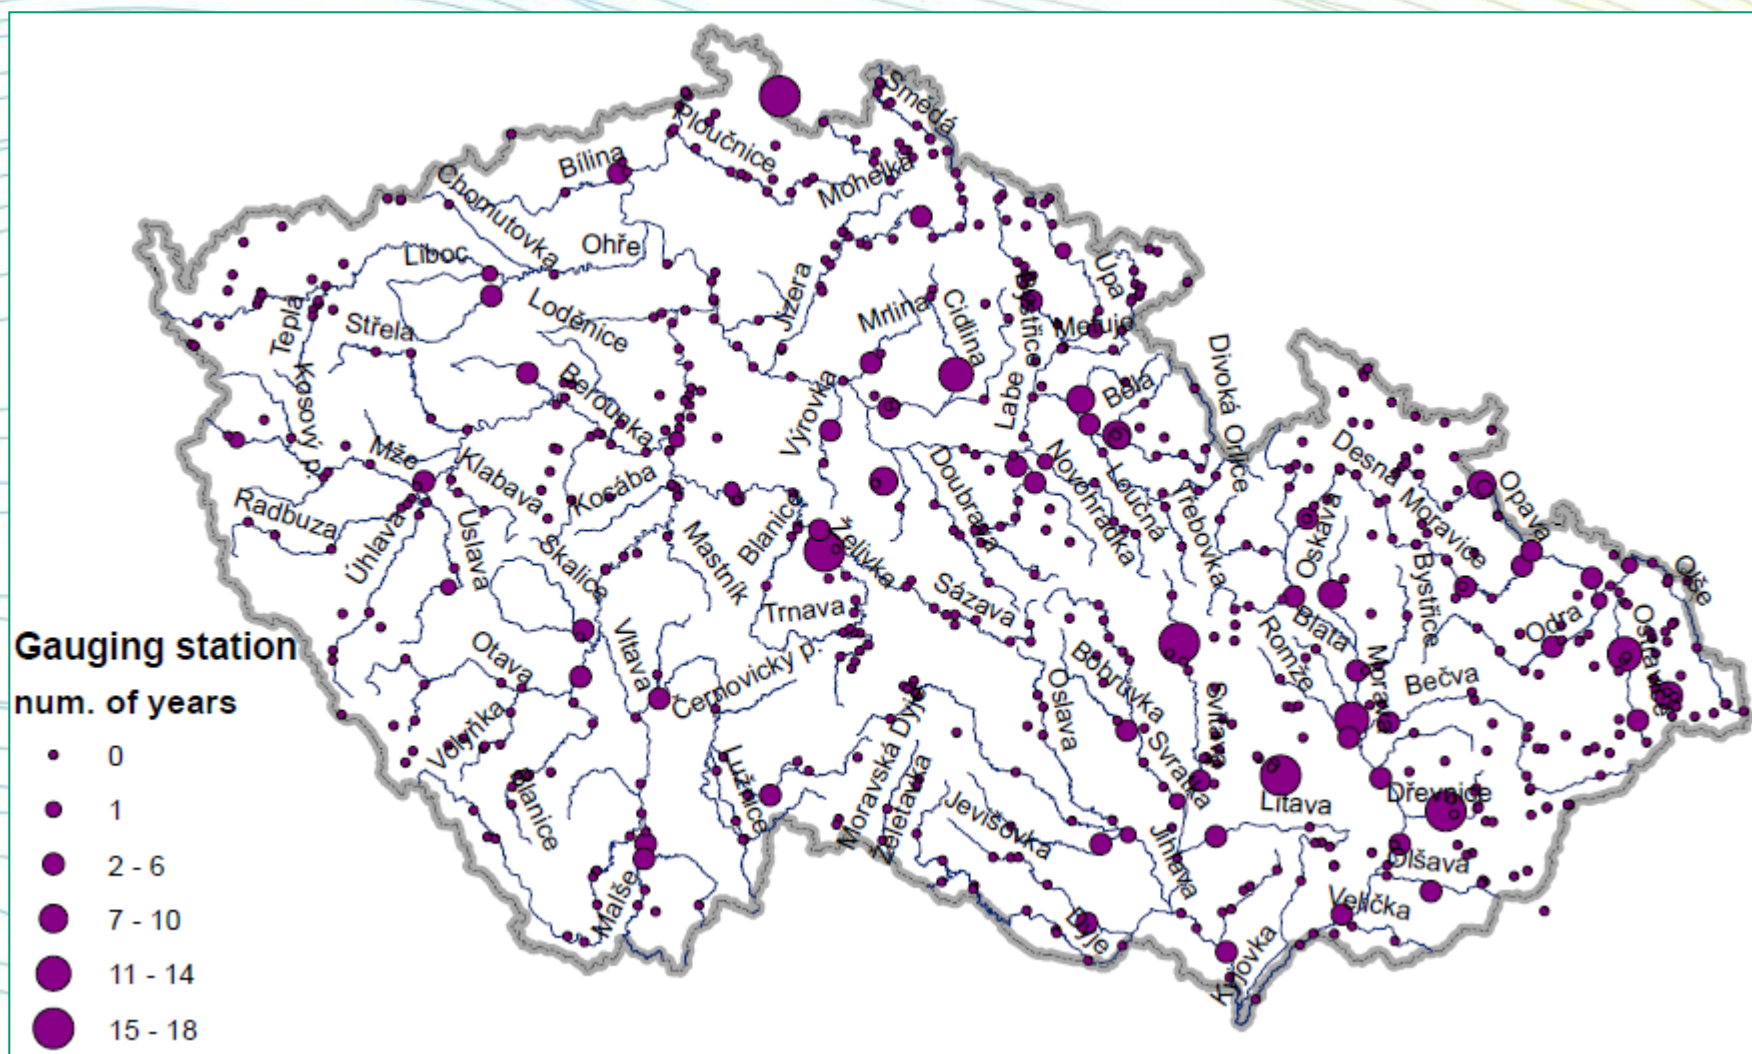 Smědá
Ploučnice
Bílina
Mohelka
Chomutovka
Ohře
Liboc
Úpa
Jizera
Mrlina
Cidlina
Bystřice
Metuje
Teplá
Střela
Loděnice
Divoká Orlice
Kosový p.
Berounka
Výrovka
Labe
Bělá
Mže
Klabava
Kocába
Doubrava
Novohradka
Loučná
Třebovka
Desná
Moravice
Opava
Radbuza
Úhlava
Úslava
Skalice
Mastník
Blanice
Želivka
Sázava
Oskava
Bystřice
Olše
Trnava
Blata
Odra
Ostravice
Gauging station
num. of years
Otava
Vltava
Černovický p.
Bobrůvka
Oslava
Romže
Morava
Bečva
Volyňka
Blanice
Lužnice
Moravská Dyje
Želetavka
Svratka
Svitava
Litava
Dřevnice
Jevišovka
Jihlava
Olšava
Malše
Dyje
Velička
Kyjovka
0
1
2 - 6
7 - 10
11 - 14
15 - 18